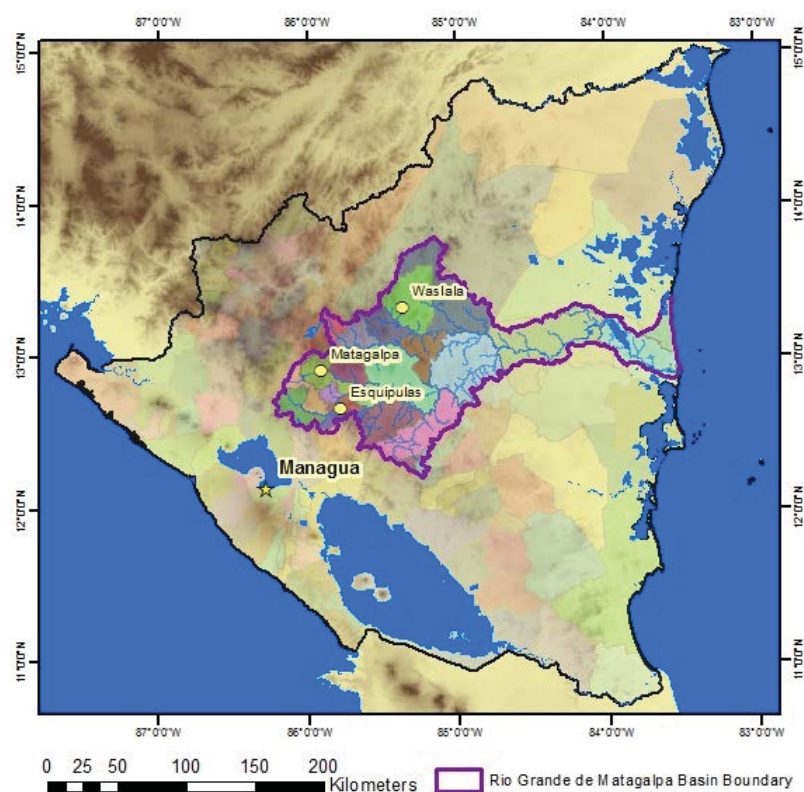 87°0'0"W 86°0'0"W 85°0'0"W 84°0'0"W 83°0'0"W
15°0'0"N 15°0'0"N
14°0'0"N 14°0'0"N
Waslala
13°0'0"N 13°0'0"N
Matagalpa
Esquipulas
Managua
12°0'0"N 12°0'0"N
11°0'0"N 11°0'0"N
87°0'0"W 86°0'0"W 85°0'0"W 84°0'0"W 83°0'0"W
0 25 50 100 150 200
Kilometers Rio Grande de Matagalpa Basin Boundary